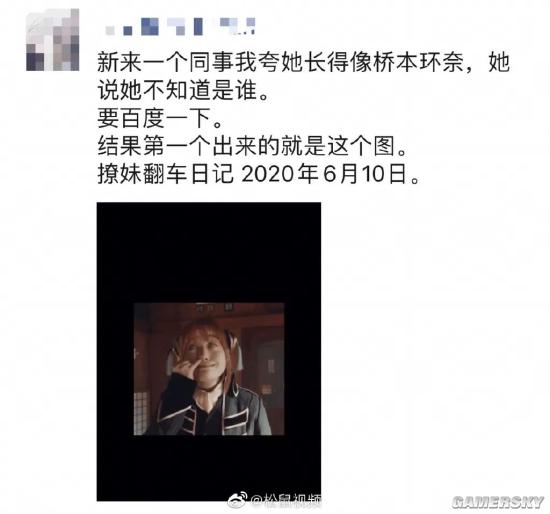 新来一个同事我夸她长得像桥本环奈，她
说她不知道是谁。
要百度一下。
结果第一个出来的就是这个图。
撩妹翻车日记 2020年6月10日。
@松鼠视频
GAMERSKY